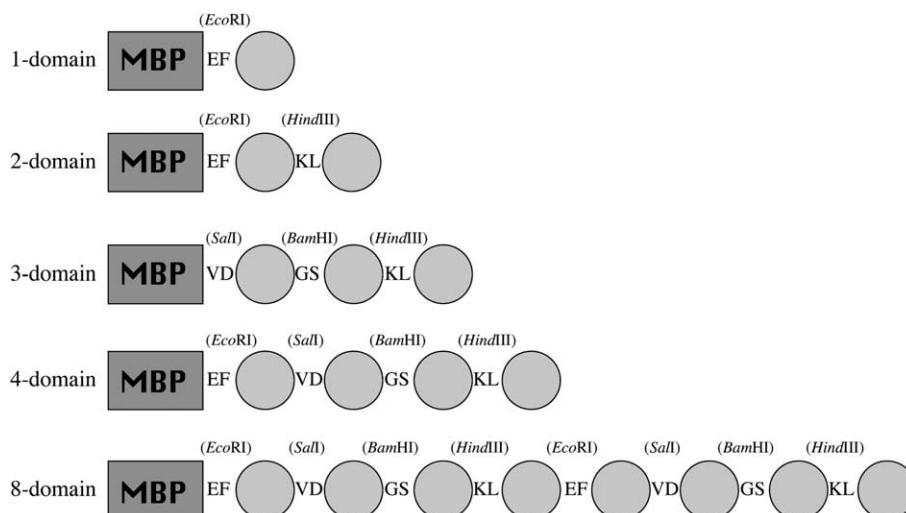 (EcoRI)
1-domain MBP EF
(EcoRI) (HindIII)
2-domain MBP EF KL
(SalI) (BamHI) (HindIII)
3-domain MBP VD GS KL
(EcoRI) (SalI) (BamHI) (HindIII)
4-domain MBP EF VD GS KL
(EcoRI) (SalI) (BamHI) (HindIII) (EcoRI) (SalI) (BamHI) (HindIII)
8-domain MBP EF VD GS KL EF VD GS KL